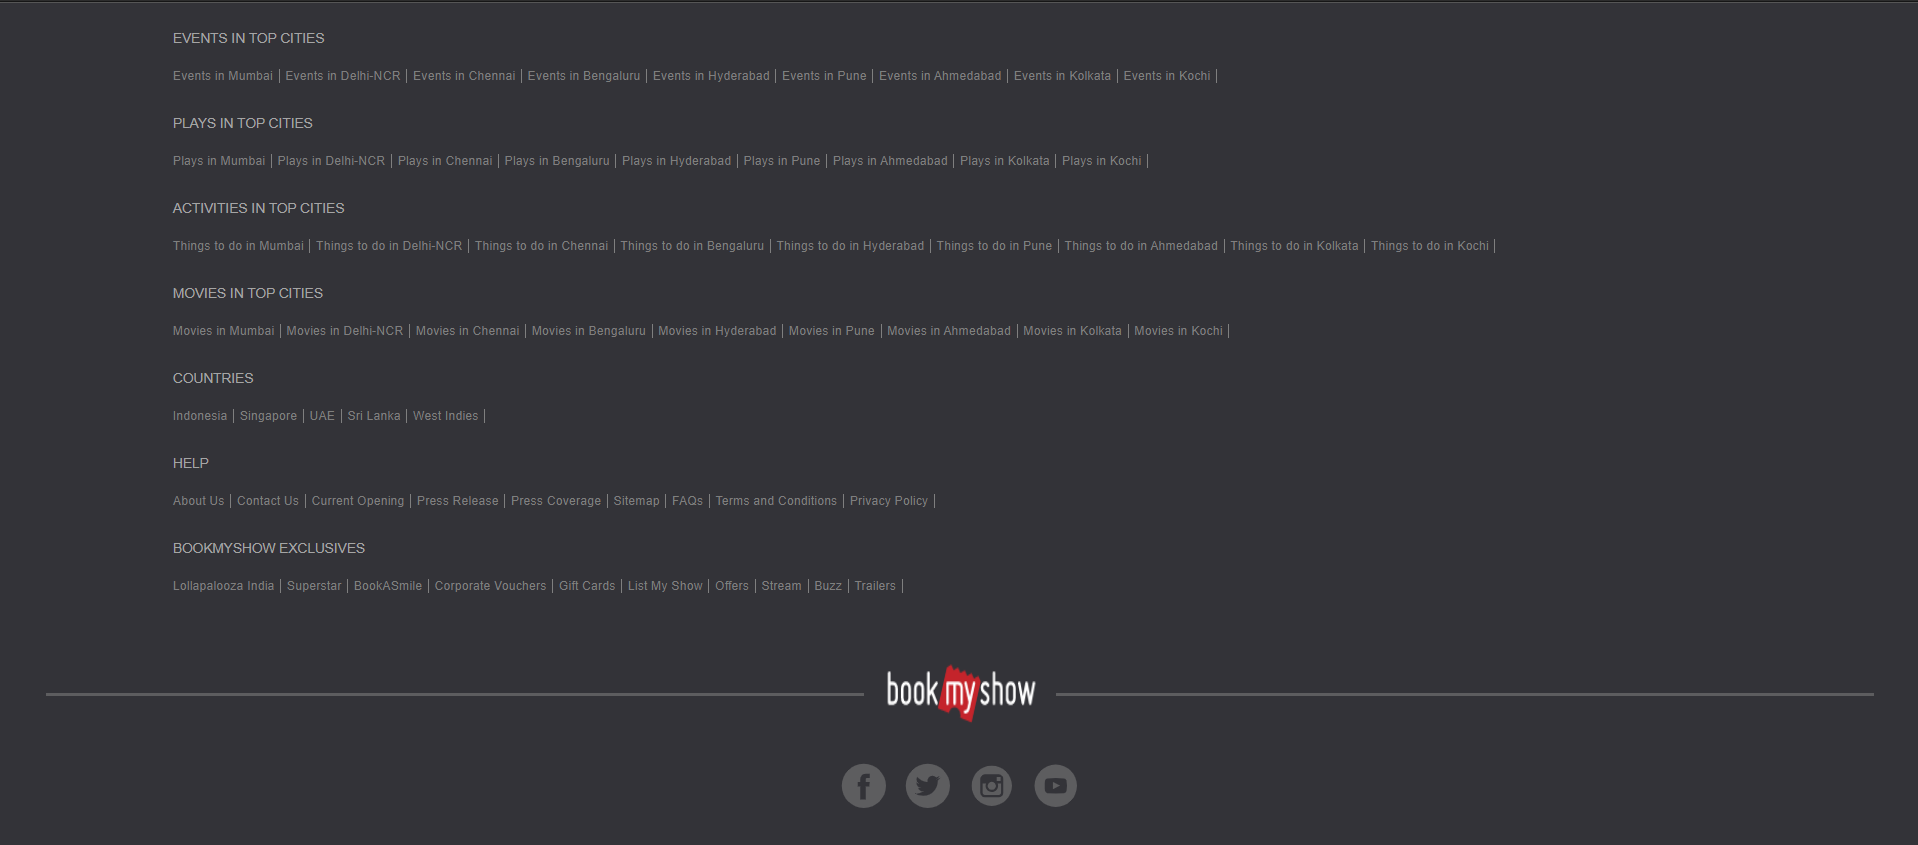 EVENTS IN TOP CITIES
Events in Mumbai | Events in Delhi-NCR | Events in Chennai | Events in Bengaluru | Events in Hyderabad | Events in Pune | Events in Ahmedabad | Events in Kolkata | Events in Kochi |
PLAYS IN TOP CITIES
Plays in Mumbai | Plays in Delhi-NCR | Plays in Chennai | Plays in Bengaluru | Plays in Hyderabad | Plays in Pune | Plays in Ahmedabad | Plays in Kolkata | Plays in Kochi |
ACTIVITIES IN TOP CITIES
Things to do in Mumbai | Things to do in Delhi-NCR | Things to do in Chennai | Things to do in Bengaluru | Things to do in Hyderabad | Things to do in Pune | Things to do in Ahmedabad | Things to do in Kolkata | Things to do in Kochi |
MOVIES IN TOP CITIES
Movies in Mumbai | Movies in Delhi-NCR | Movies in Chennai | Movies in Bengaluru | Movies in Hyderabad | Movies in Pune | Movies in Ahmedabad | Movies in Kolkata | Movies in Kochi |
COUNTRIES
Indonesia | Singapore | UAE | Sri Lanka | West Indies |
HELP
About Us | Contact Us | Current Opening | Press Release | Press Coverage | Sitemap | FAQs | Terms and Conditions | Privacy Policy |
BOOKMYSHOW EXCLUSIVES
Lollapalooza India | Superstar | BookASmile | Corporate Vouchers | Gift Cards | List My Show | Offers | Stream | Buzz | Trailers |
book my show